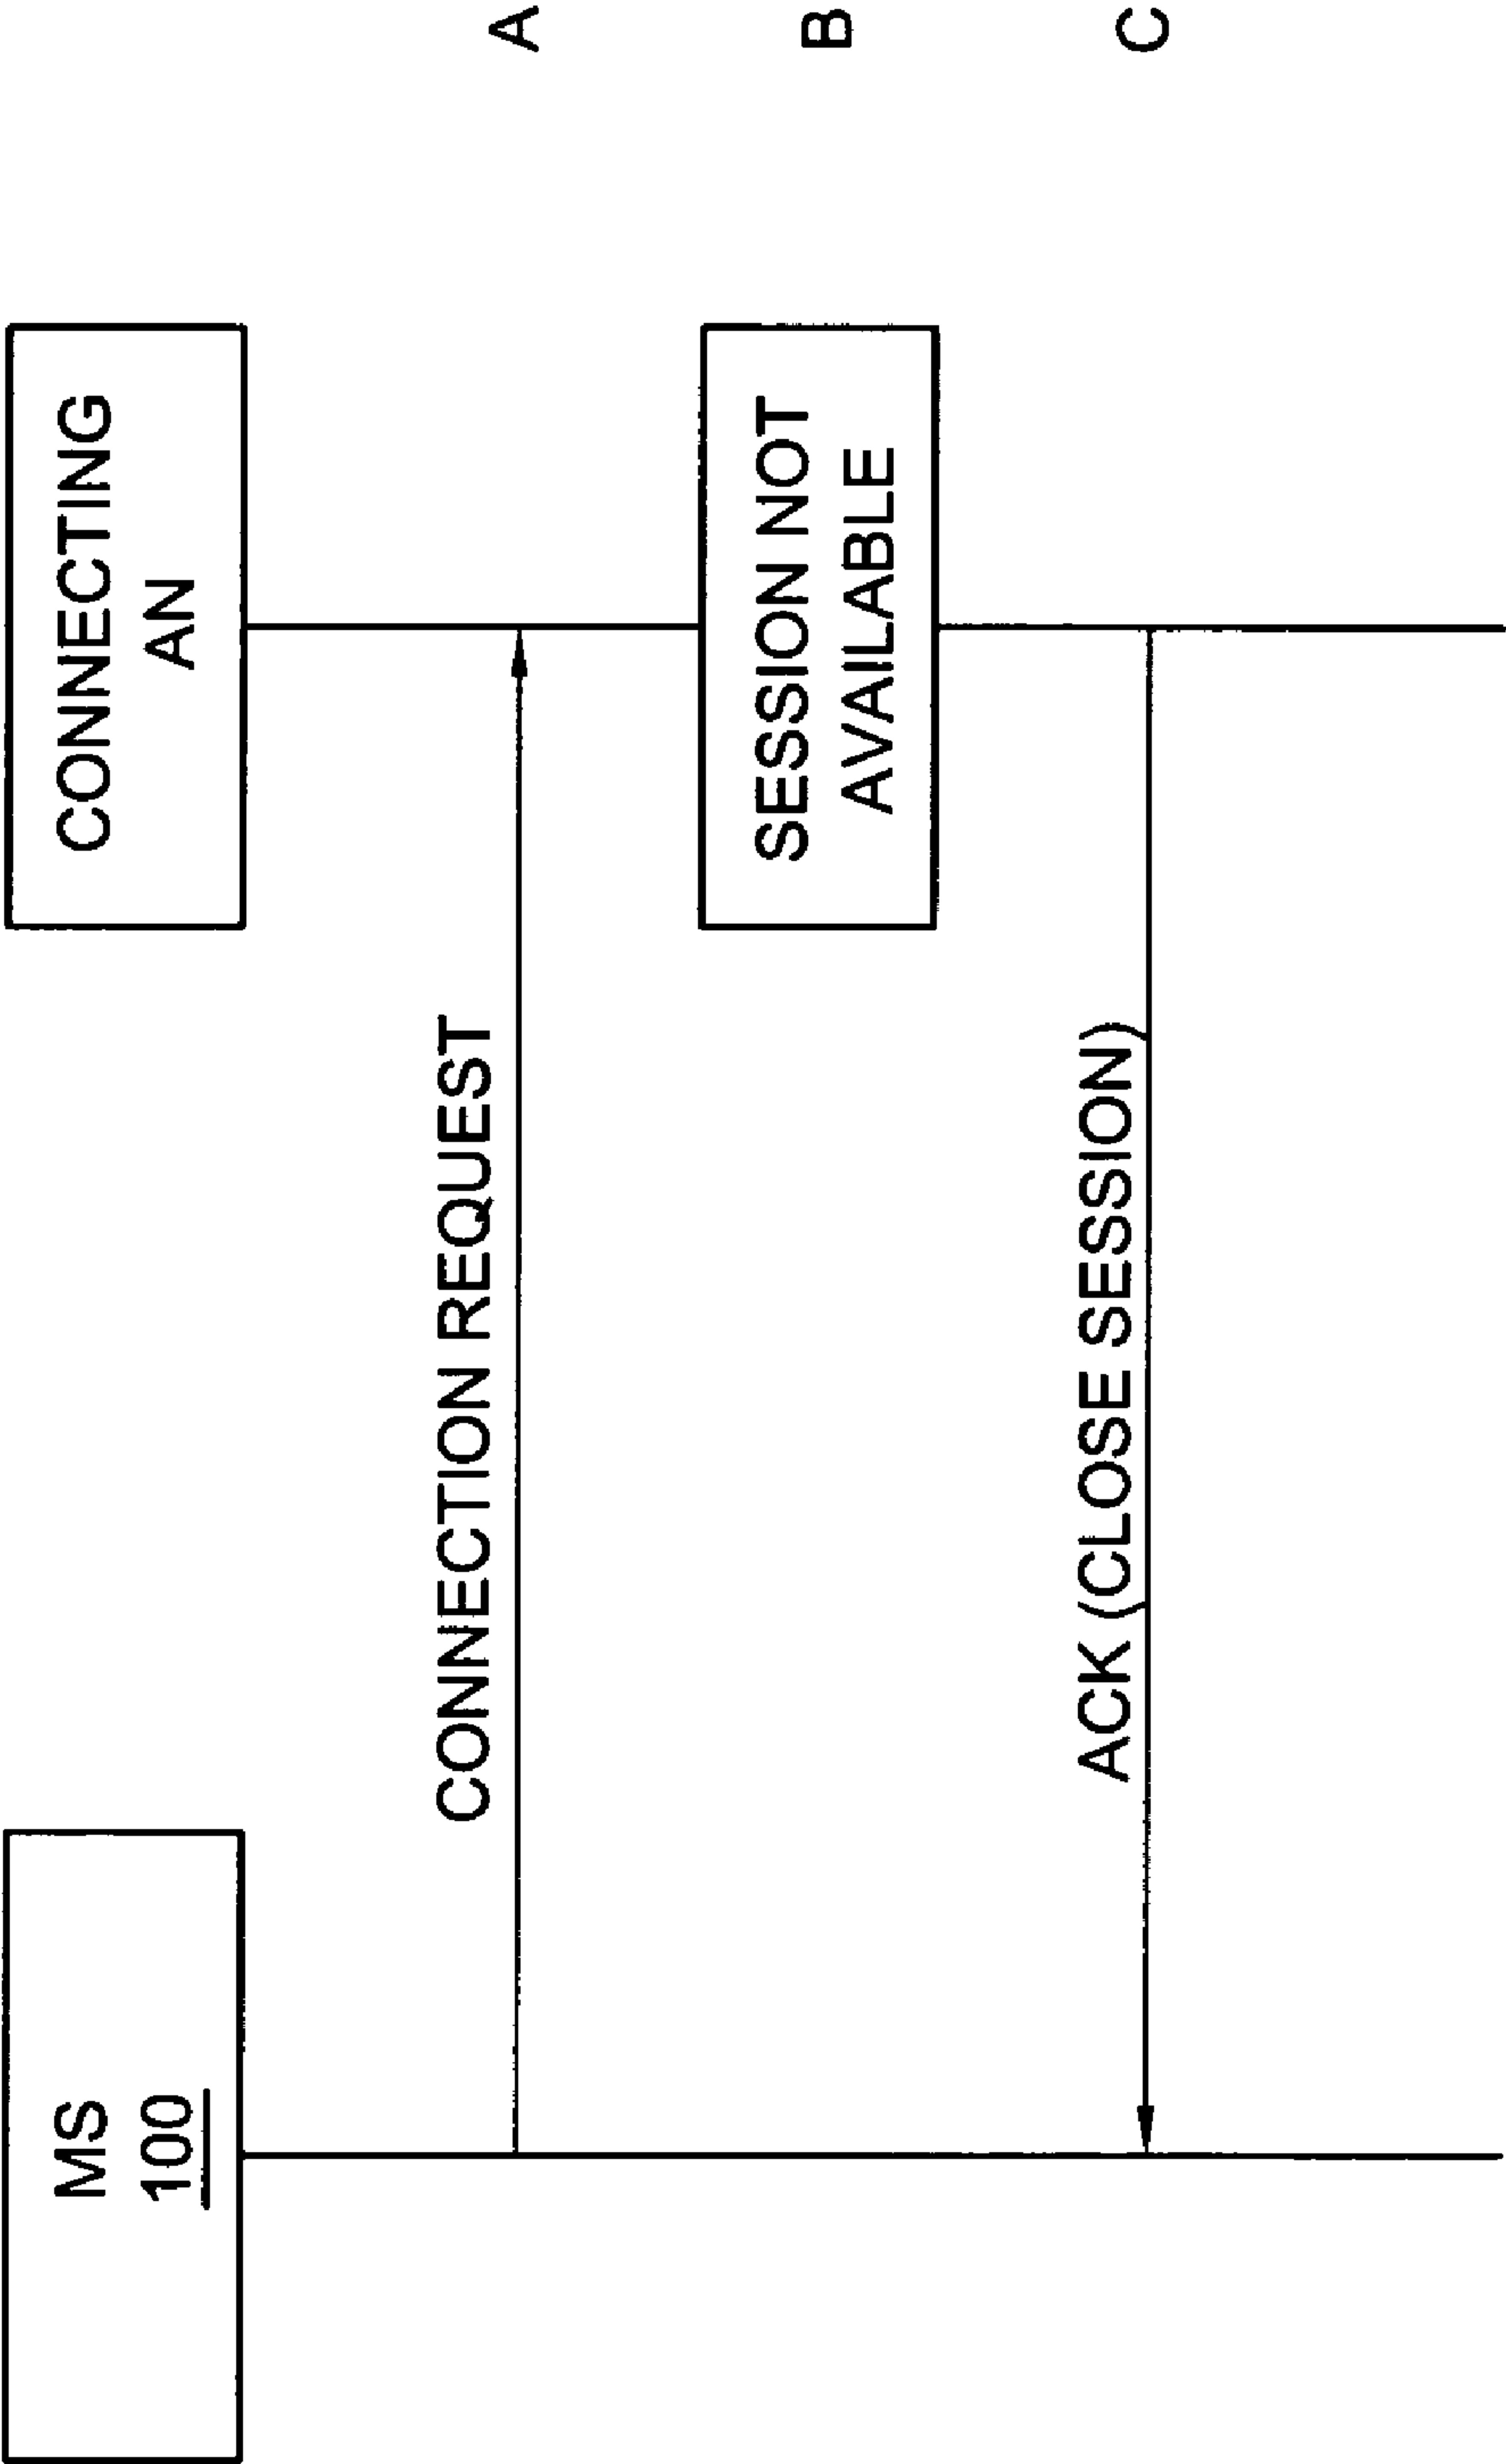 MS
100
CONNECTING
AN
CONNECTION REQUEST
A
SESSION NOT
AVAILABLE
B
ACK (CLOSE SESSION)
C